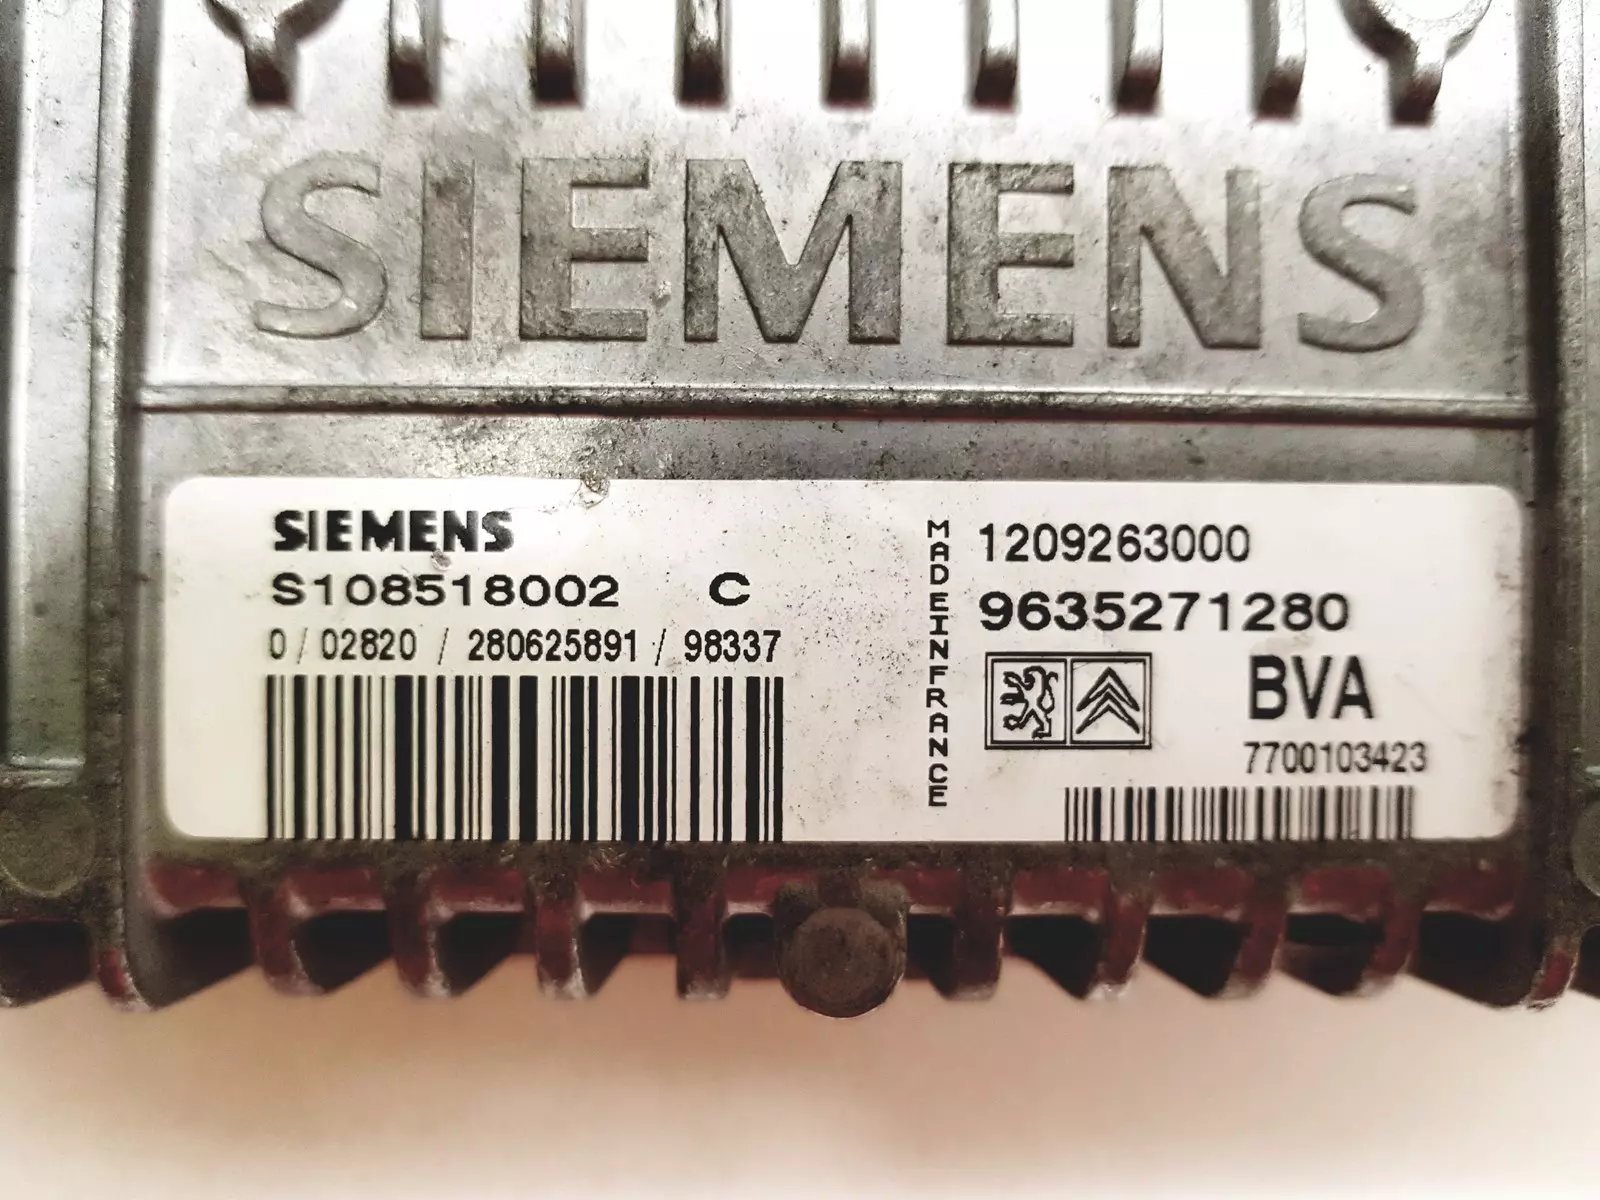 SIEMENS
SIEMENS
S108518002 C
0 / 02820 / 280625891 / 98337
MADEINFRANCE
1209263000
9635271280
BVA
7700103423